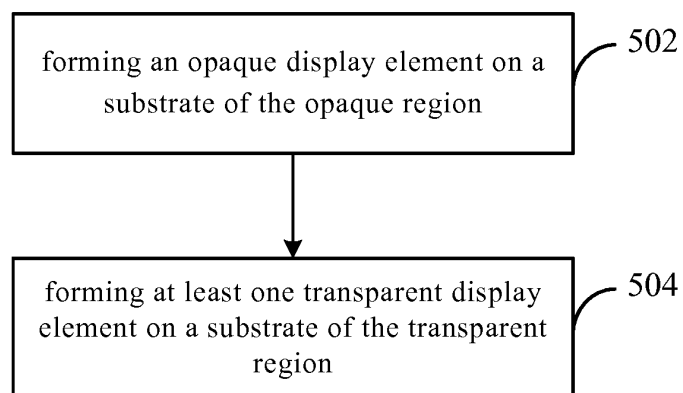 forming an opaque display element on a
substrate of the opaque region
502
forming at least one transparent display
element on a substrate of the transparent
region
504